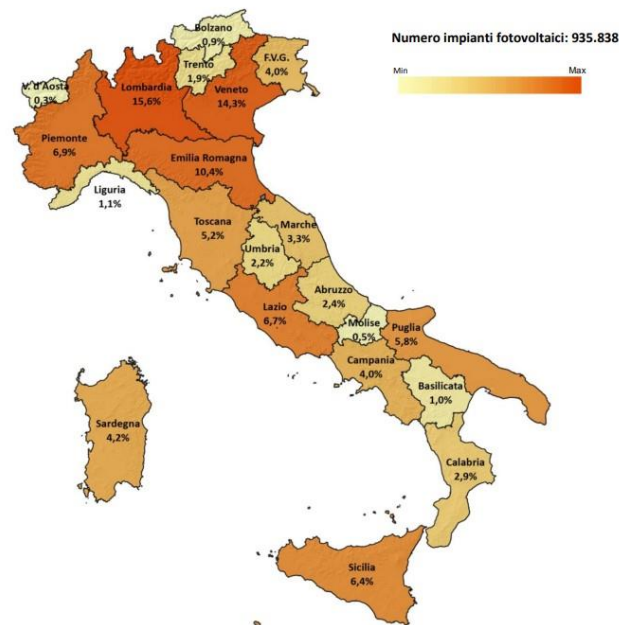 Numero impianti fotovoltaici: 935.838
Min
Max
Bolzano
0,9%
Trento
1,9%
F.V.G.
4,0%
V. d Aosta
0,3%
Lombardia
15,6%
Veneto
14,3%
Piemonte
6,9%
Emilia Romagna
10,4%
Liguria
1,1%
Toscana
5,2%
Marche
3,3%
Umbria
2,2%
Abruzzo
2,4%
Lazio
6,7%
Molise
0,5%
Puglia
5,8%
Campania
4,0%
Basilicata
1,0%
Sardegna
4,2%
Calabria
2,9%
Sicilia
6,4%